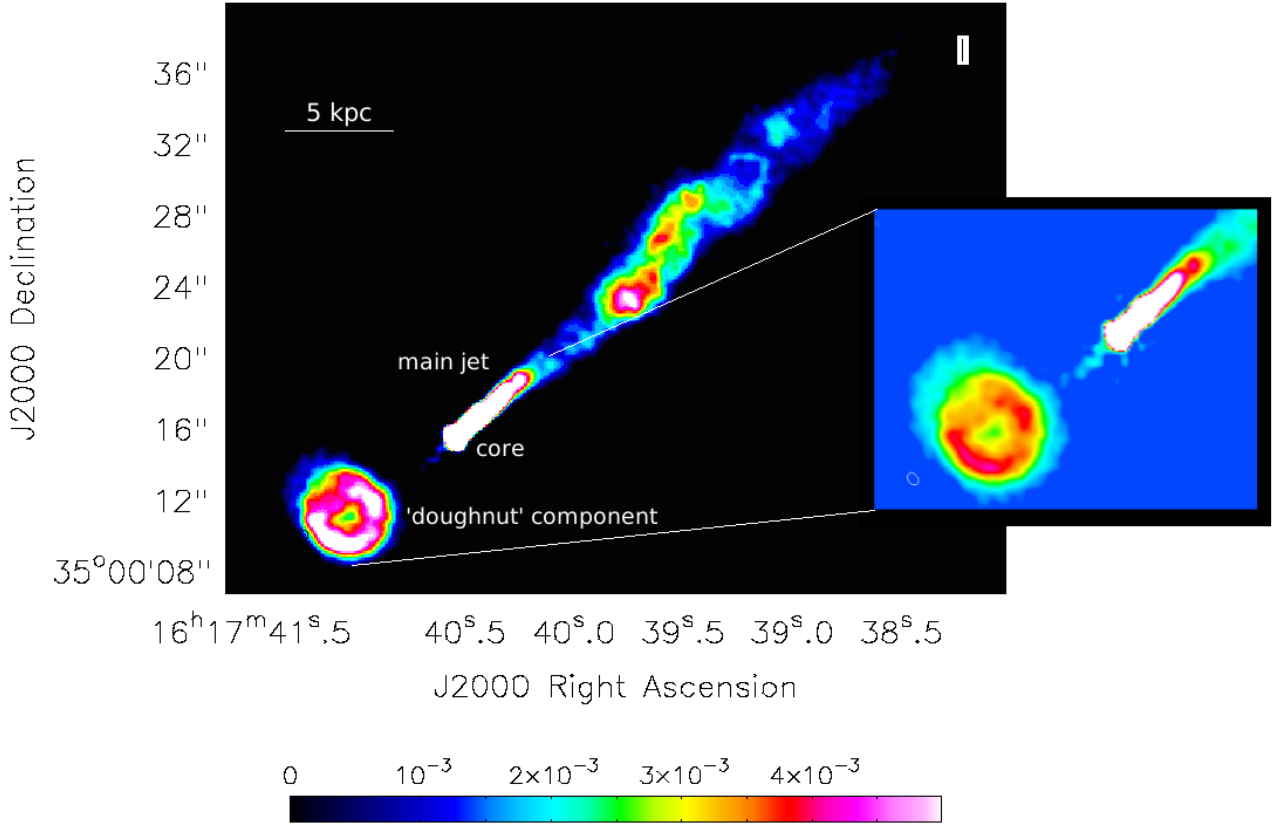 I
36"
5 kpc
32"
28"
24"
20"
main jet
16"
core
12"
'doughnut' component
35°00'08"
J2000 Declination
16ʰ17ᵐ41ˢ.5 40ˢ.5 40ˢ.0 39ˢ.5 39ˢ.0 38ˢ.5
J2000 Right Ascension
0 10⁻³ 2×10⁻³ 3×10⁻³ 4×10⁻³